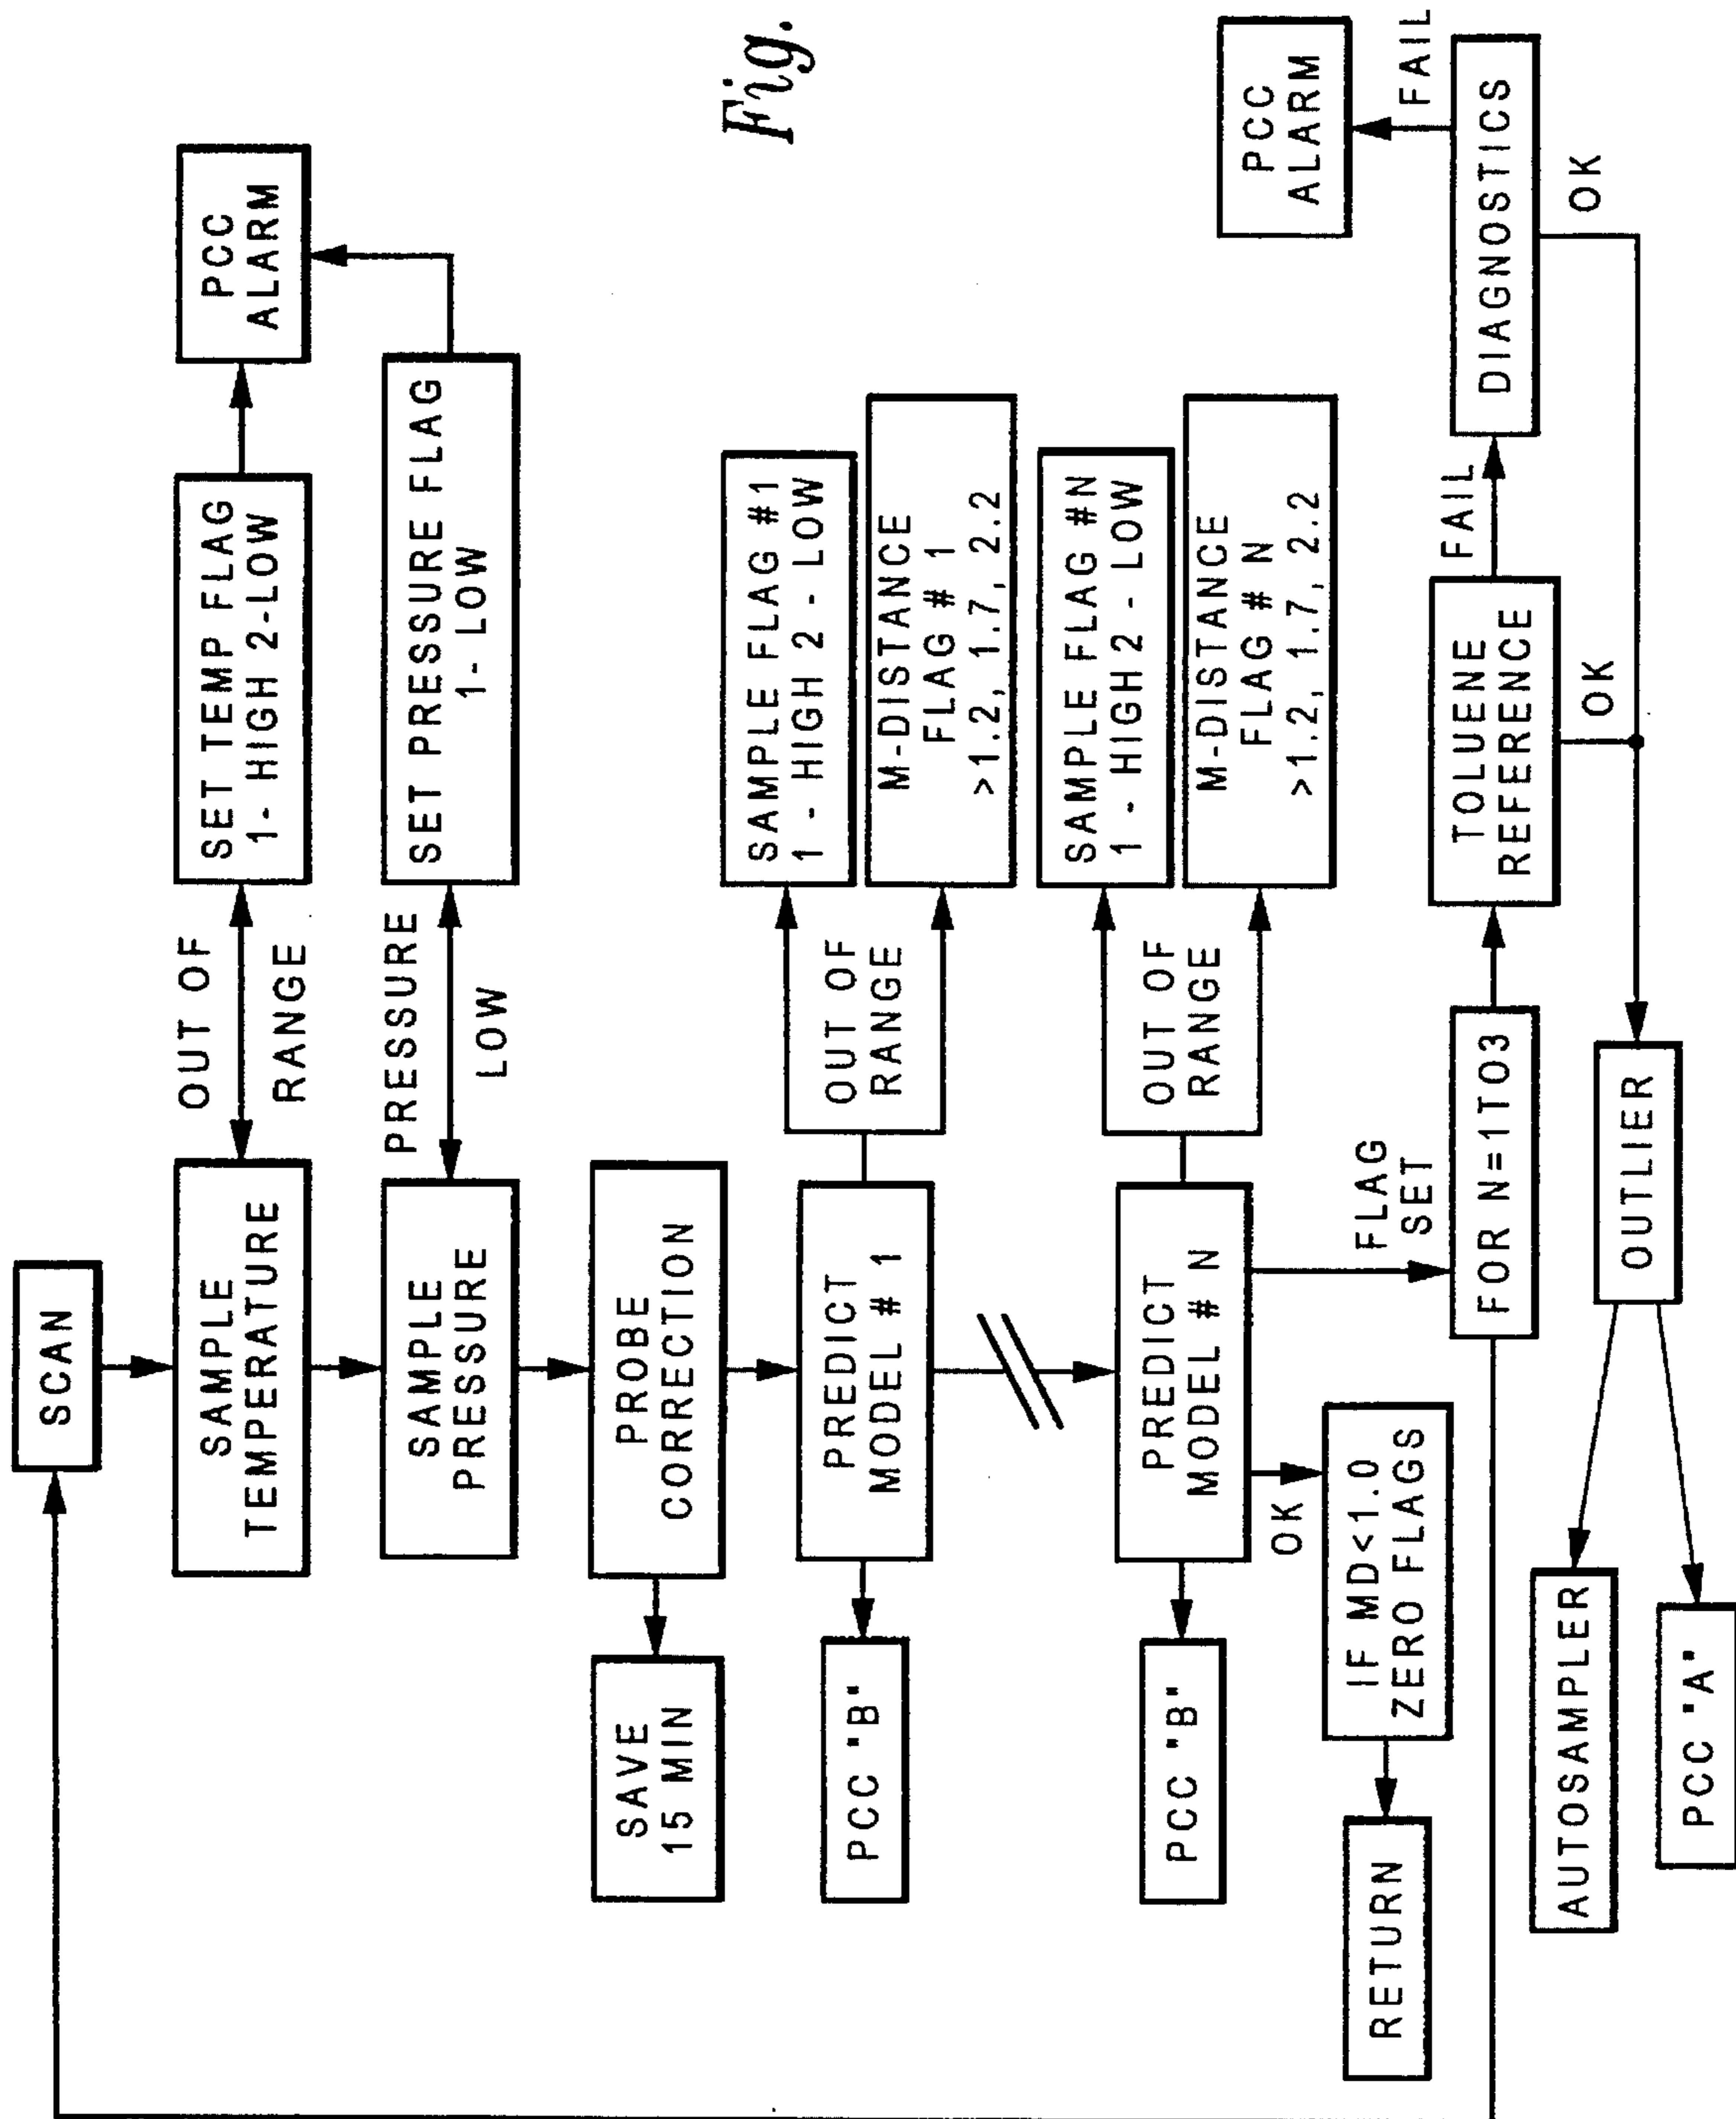 SCAN
SAMPLE
TEMPERATURE
OUT OF
RANGE
SET TEMP FLAG
1- HIGH 2-LOW
PCC
ALARM
SAMPLE
PRESSURE
PRESSURE
LOW
SET PRESSURE FLAG
1- LOW
SAVE
15 MIN
PROBE
CORRECTION
Fig.
PCC "B"
PREDICT
MODEL # 1
OUT OF
RANGE
SAMPLE FLAG #1
1 - HIGH 2 - LOW
M-DISTANCE
FLAG # 1
>1.2, 1.7, 2.2
PCC "B"
PREDICT
MODEL # N
OUT OF
RANGE
SAMPLE FLAG #N
1 - HIGH 2 - LOW
M-DISTANCE
FLAG # N
>1.2, 1.7, 2.2
PCC
ALARM
OK
FLAG
SET
RETURN
IF MD<1.0
ZERO FLAGS
FOR N=1TO3
TOLUENE
REFERENCE
FAIL
DIAGNOSTICS
FAIL
OK
OK
AUTOSAMPLER
OUTLIER
PCC "A"